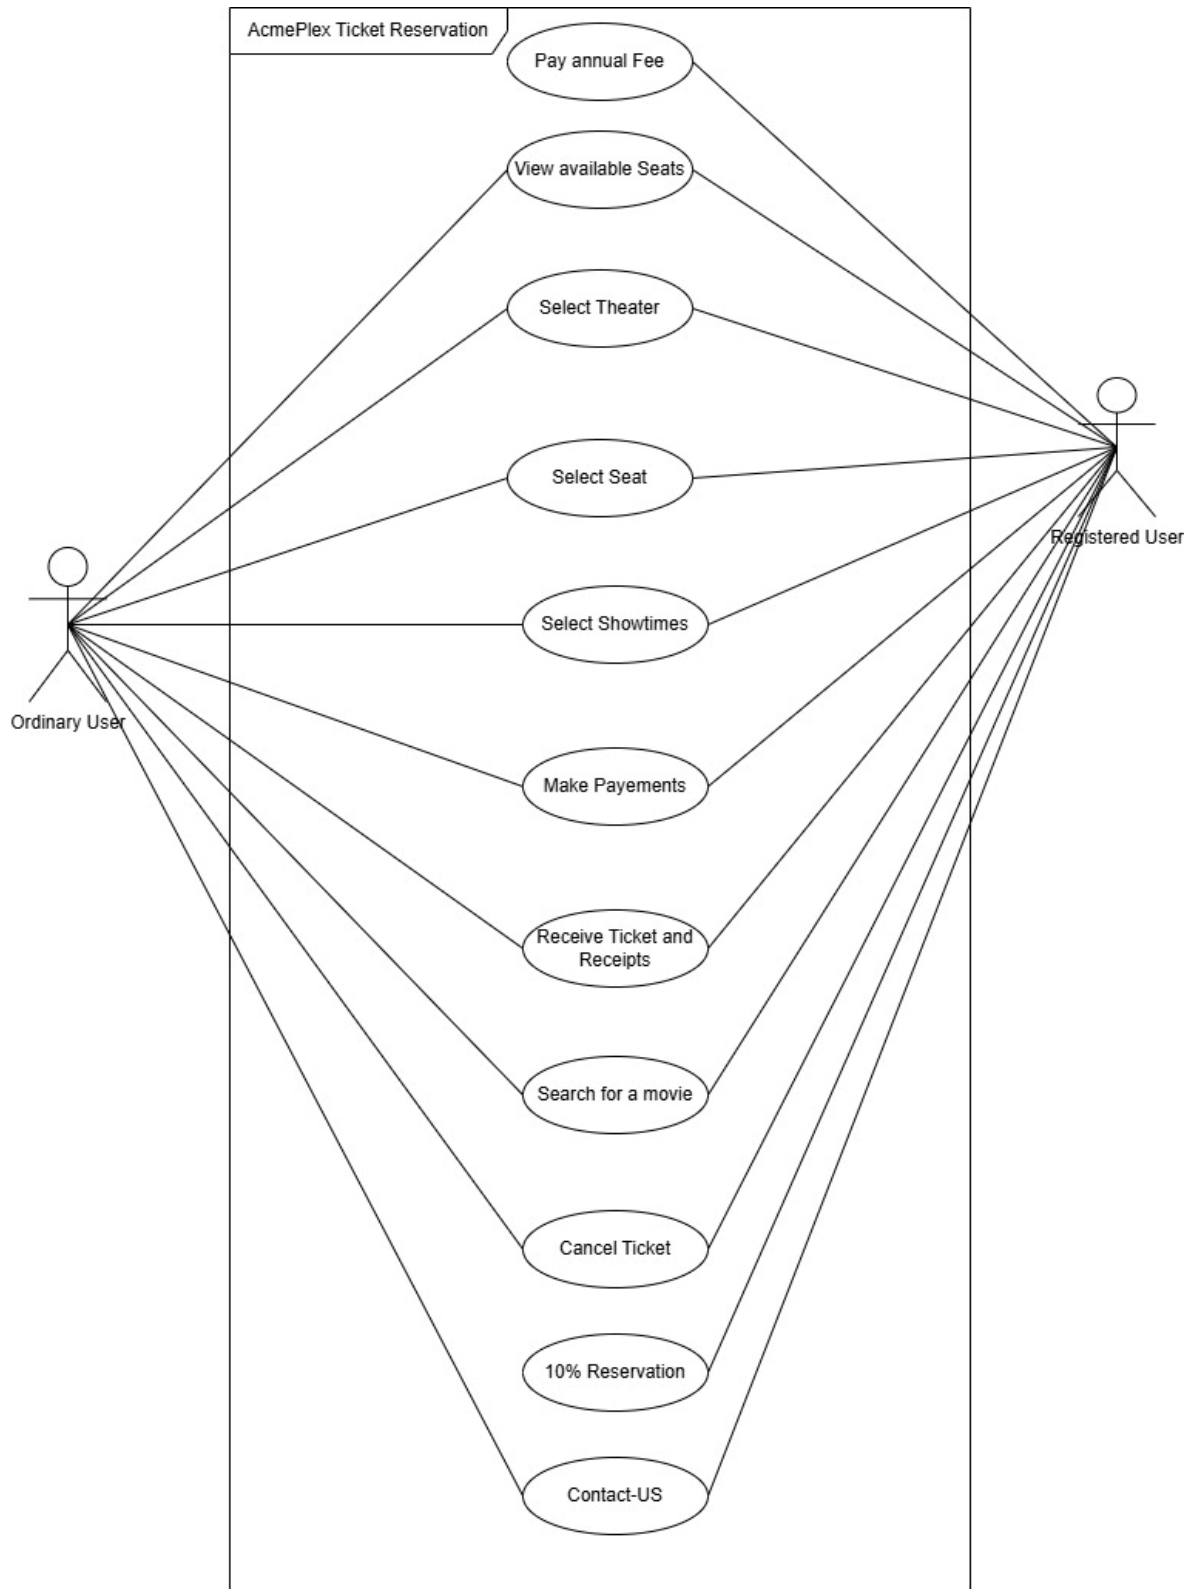 AcmePlex Ticket Reservation
Pay annual Fee
View available Seats
Select Theater
Select Seat
Registered User
Select Showtimes
Ordinary User
Make Payements
Receive Ticket and
Receipts
Search for a movie
Cancel Ticket
10% Reservation
Contact-US